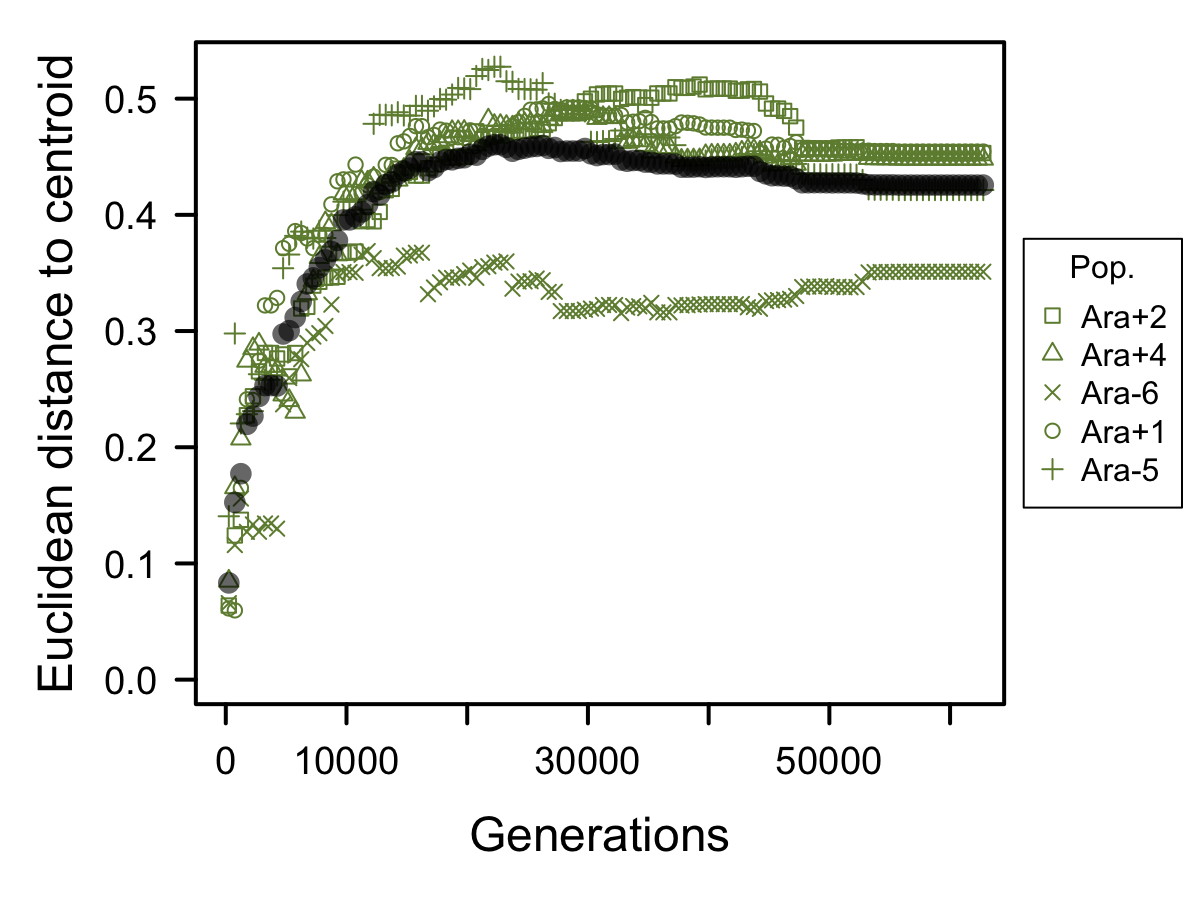 Euclidean distance to centroid
0.5
0.4
0.3
0.2
0.1
0.0
0 10000 30000 50000
Generations
Pop.
Ara+2
Ara+4
Ara-6
Ara+1
Ara-5